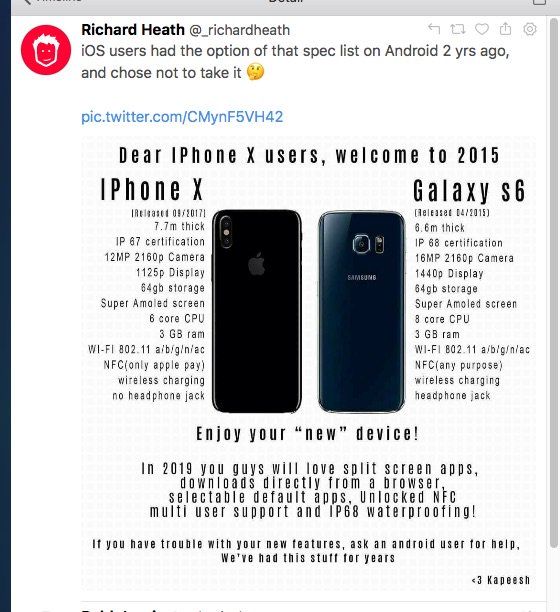 Detail
Richard Heath @_richardheath
iOS users had the option of that spec list on Android 2 yrs ago,
and chose not to take it 🤔
pic.twitter.com/CMynF5VH42
Dear IPhone X users, welcome to 2015
IPhone X
(Released 09/2017)
7.7m thick
IP 67 certification
12MP 2160p Camera
1125p Display
64gb storage
Super Amoled screen
6 core CPU
3 GB ram
WI-FI 802.11 a/b/g/n/ac
NFC(only apple pay)
wireless charging
no headphone jack
SAMSUNG
Galaxy s6
(Released 04/2015)
6.6m thick
IP 68 certification
16MP 2160p Camera
1440p Display
64gb storage
Super Amoled screen
8 core CPU
3 GB ram
WI-FI 802.11 a/b/g/n/ac
NFC(any purpose)
wireless charging
headphone jack
Enjoy your “new” device!
In 2019 you guys will love split screen apps,
downloads directly from a browser,
selectable default apps, Unlocked NFC
multi user support and IP68 waterproofing!
If you have trouble with your new features, ask an android user for help,
We've had this stuff for years
<3 Kapeesh